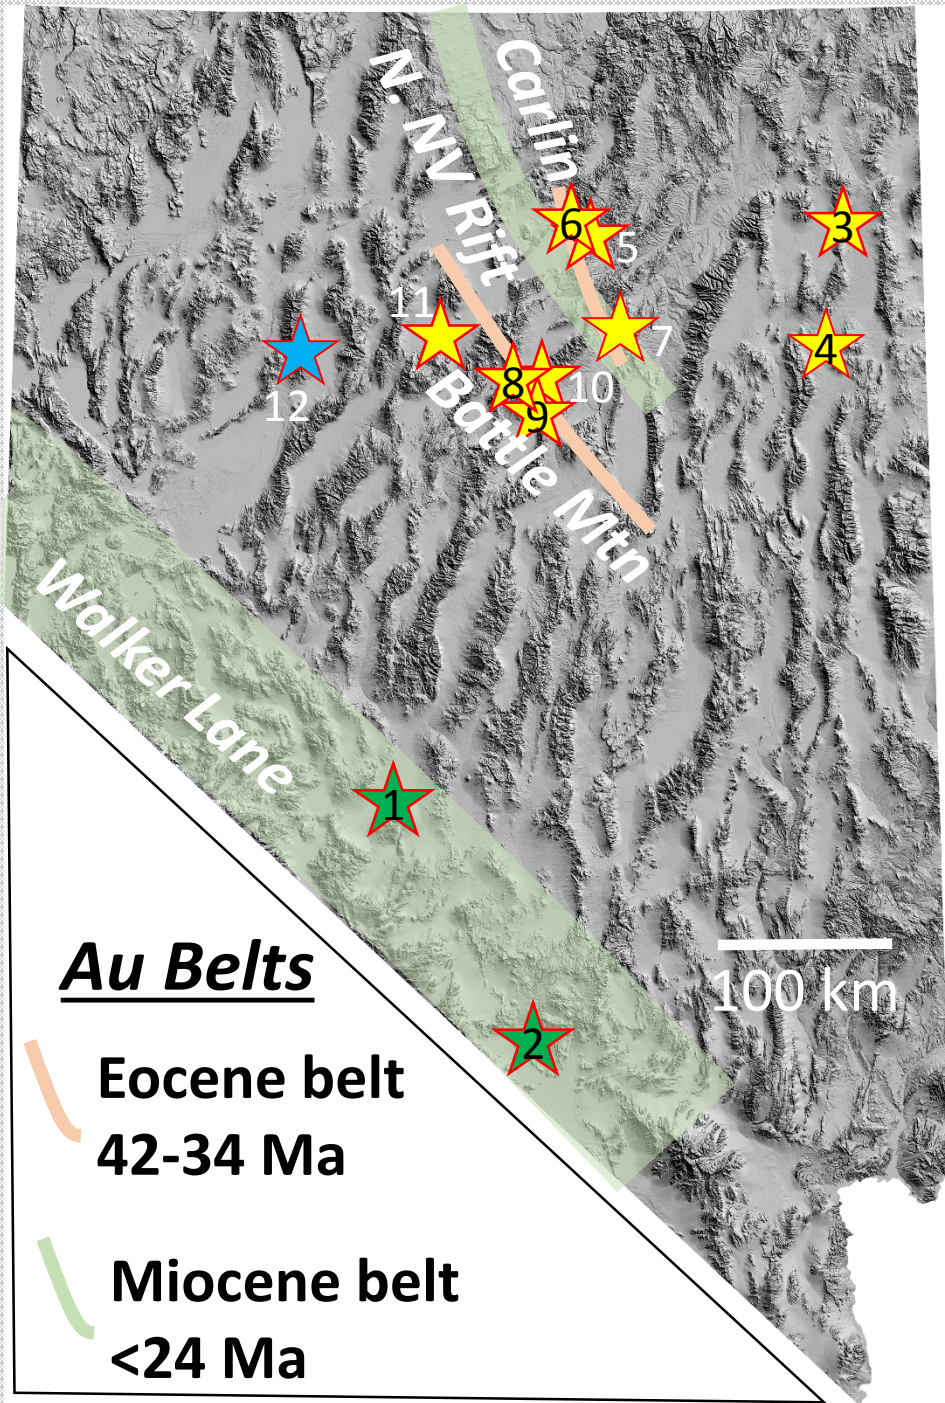 Carlin
N. NV Rift
6
5
3
11
7
4
12
8
10
9
Battle Mtn
Walker Lane
1
100 km
2
Au Belts
Eocene belt
42-34 Ma
Miocene belt
<24 Ma